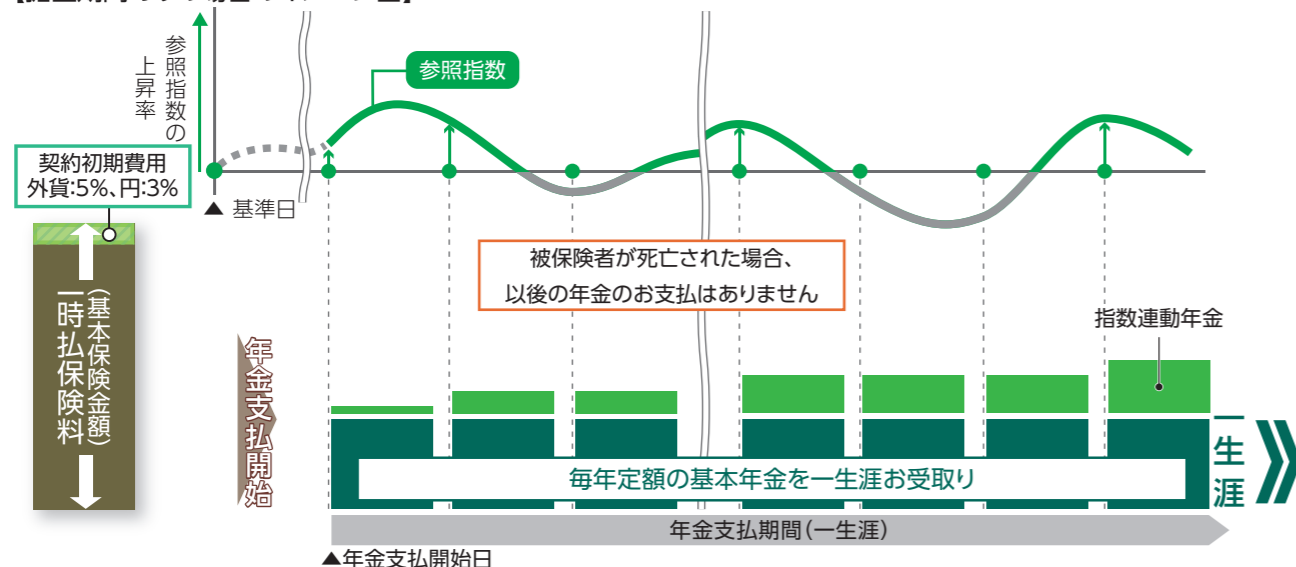 参照指数の
上昇率
参照指数
契約初期費用
外貨:5%、円:3%
▲ 基準日
被保険者が死亡された場合、
以後の年金のお支払はありません
指数連動年金
一時払保険料
(基本保険金額)
年金支払開始
毎年定額の基本年金を一生涯お受取り
一生涯
年金支払期間(一生涯)
▲年金支払開始日